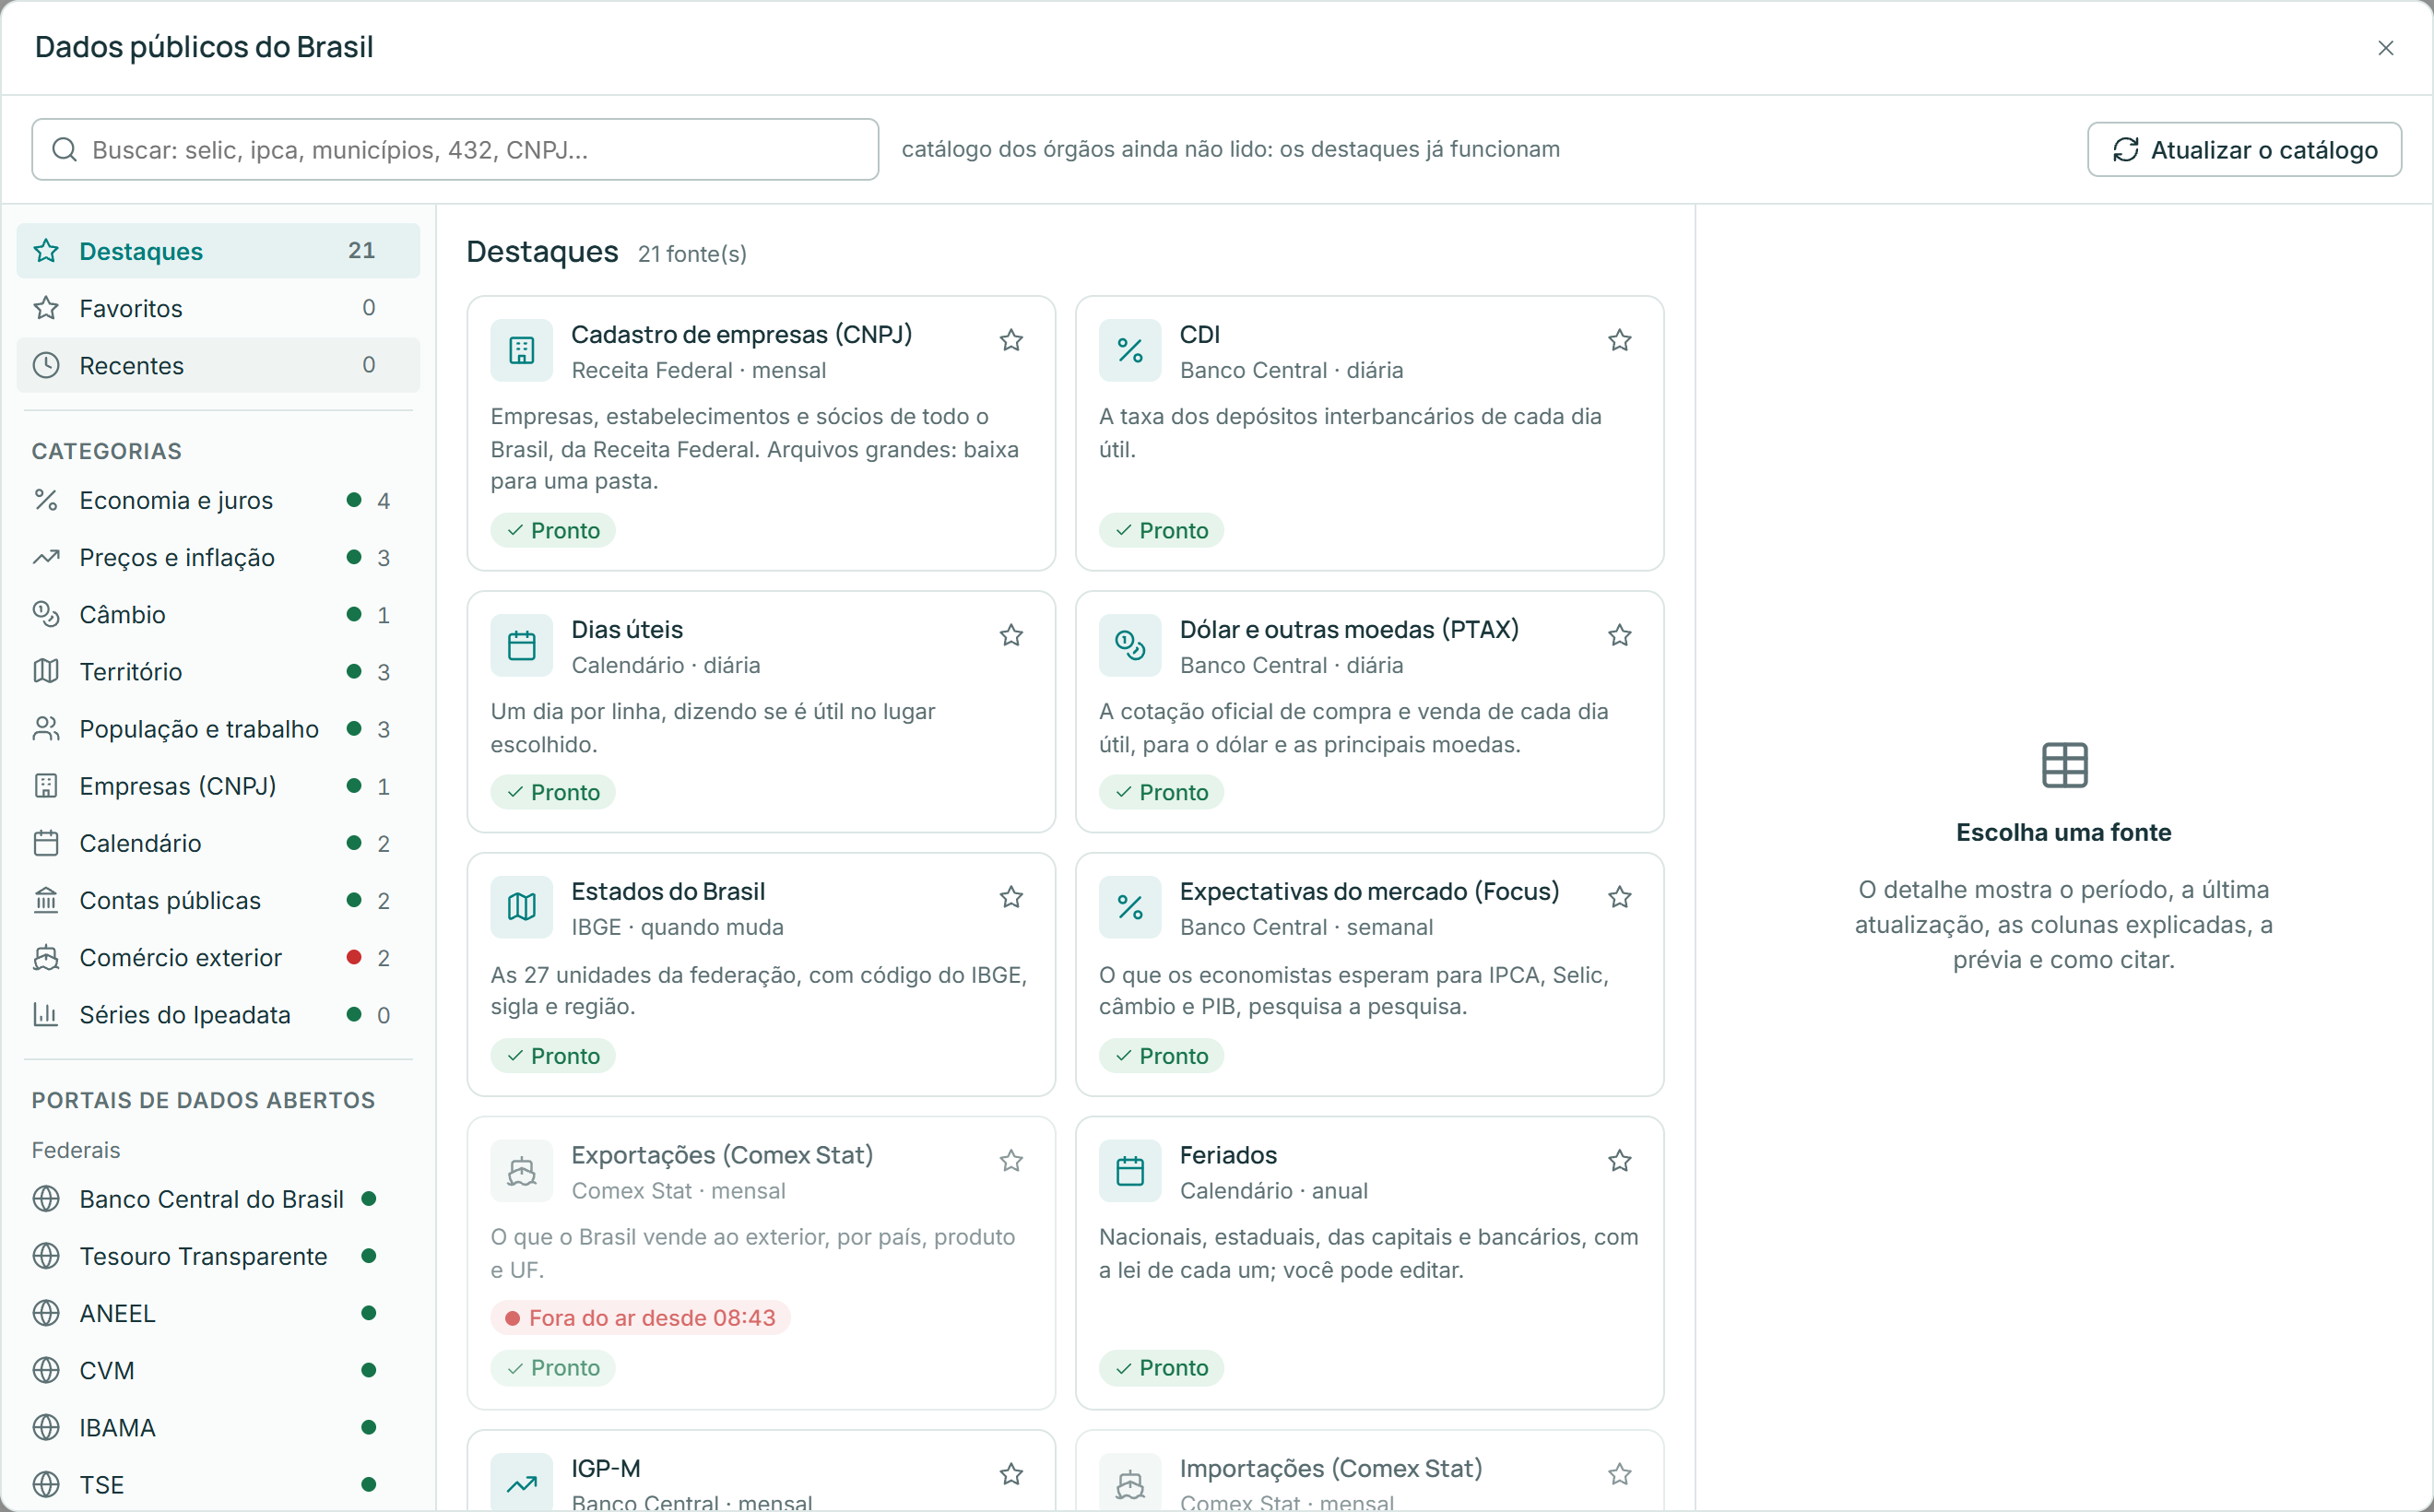 Dados públicos do Brasil
Buscar: selic, ipca, municípios, 432, CNPJ...
catálogo dos órgãos ainda não lido: os destaques já funcionam
Atualizar o catálogo
Destaques 21
Favoritos 0
Recentes 0
CATEGORIAS
Economia e juros 4
Preços e inflação 3
Câmbio 1
Território 3
População e trabalho 3
Empresas (CNPJ) 1
Calendário 2
Contas públicas 2
Comércio exterior 2
Séries do Ipeadata 0
PORTAIS DE DADOS ABERTOS
Federais
Banco Central do Brasil
Tesouro Transparente
ANEEL
CVM
IBAMA
TSE
Destaques 21 fonte(s)
Cadastro de empresas (CNPJ)
Receita Federal · mensal
Empresas, estabelecimentos e sócios de todo o
Brasil, da Receita Federal. Arquivos grandes: baixa
para uma pasta.
Pronto
CDI
Banco Central · diária
A taxa dos depósitos interbancários de cada dia
útil.
Pronto
Dias úteis
Calendário · diária
Um dia por linha, dizendo se é útil no lugar
escolhido.
Pronto
Dólar e outras moedas (PTAX)
Banco Central · diária
A cotação oficial de compra e venda de cada dia
útil, para o dólar e as principais moedas.
Pronto
Estados do Brasil
IBGE · quando muda
As 27 unidades da federação, com código do IBGE,
sigla e região.
Pronto
Expectativas do mercado (Focus)
Banco Central · semanal
O que os economistas esperam para IPCA, Selic,
câmbio e PIB, pesquisa a pesquisa.
Pronto
Exportações (Comex Stat)
Comex Stat · mensal
O que o Brasil vende ao exterior, por país, produto
e UF.
Fora do ar desde 08:43
Pronto
Feriados
Calendário · anual
Nacionais, estaduais, das capitais e bancários, com
a lei de cada um; você pode editar.
Pronto
IGP-M
Banco Central · mensal
Importações (Comex Stat)
Comex Stat · mensal
Escolha uma fonte
O detalhe mostra o período, a última
atualização, as colunas explicadas, a
prévia e como citar.